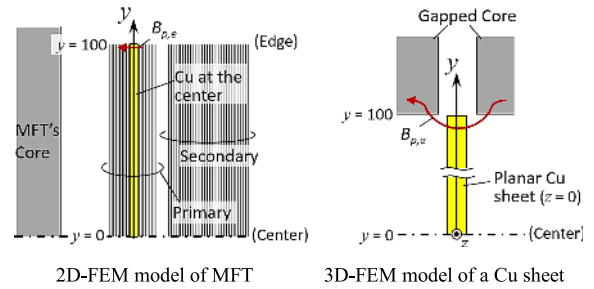 y
y = 100
B_{p,e}
(Edge)
Cu at the
center
MFT's
Core
Secondary
Primary
y = 0
(Center)
2D-FEM model of MFT
Gapped Core
y
y = 100
B_{p,e}
Planar Cu
sheet (z = 0)
y = 0
z
(Center)
3D-FEM model of a Cu sheet